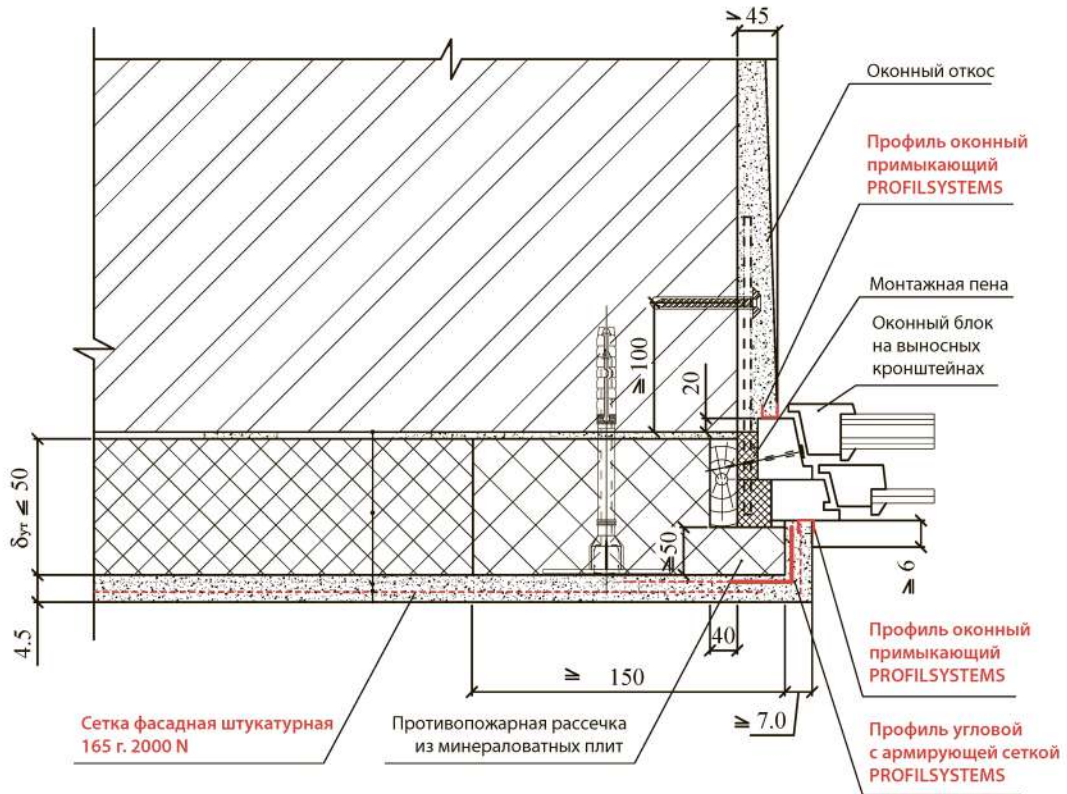 ≥ 45
Оконный откос
Профиль оконный
примыкающий
PROFILSYSTEMS
Монтажная пена
Оконный блок
на выносных
кронштейнах
≥100
20
δут ≤ 50
≥50
≥ 6
4.5
40
≥ 150
≥ 7.0
Профиль оконный
примыкающий
PROFILSYSTEMS
Сетка фасадная штукатурная
165 г. 2000 N
Противопожарная рассечка
из минераловатных плит
Профиль угловой
с армирующей сеткой
PROFILSYSTEMS